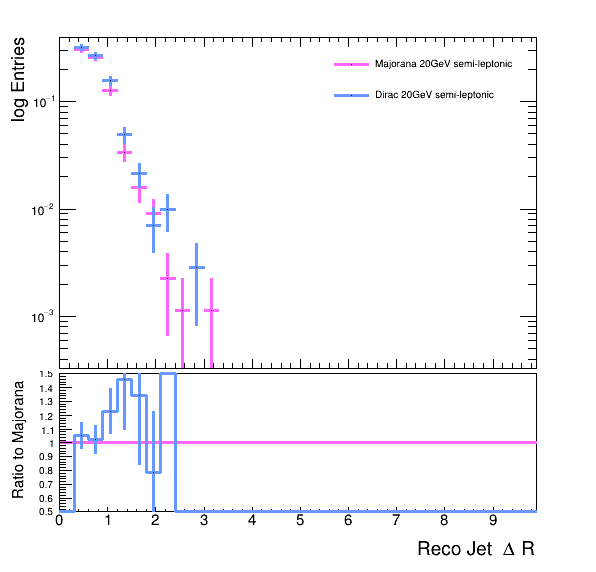 log Entries
10⁻¹
10⁻²
10⁻³
Majorana 20GeV semi-leptonic
Dirac 20GeV semi-leptonic
Ratio to Majorana
1.5
1.4
1.3
1.2
1.1
1
0.9
0.8
0.7
0.6
0.5
0 1 2 3 4 5 6 7 8 9
Reco Jet Δ R